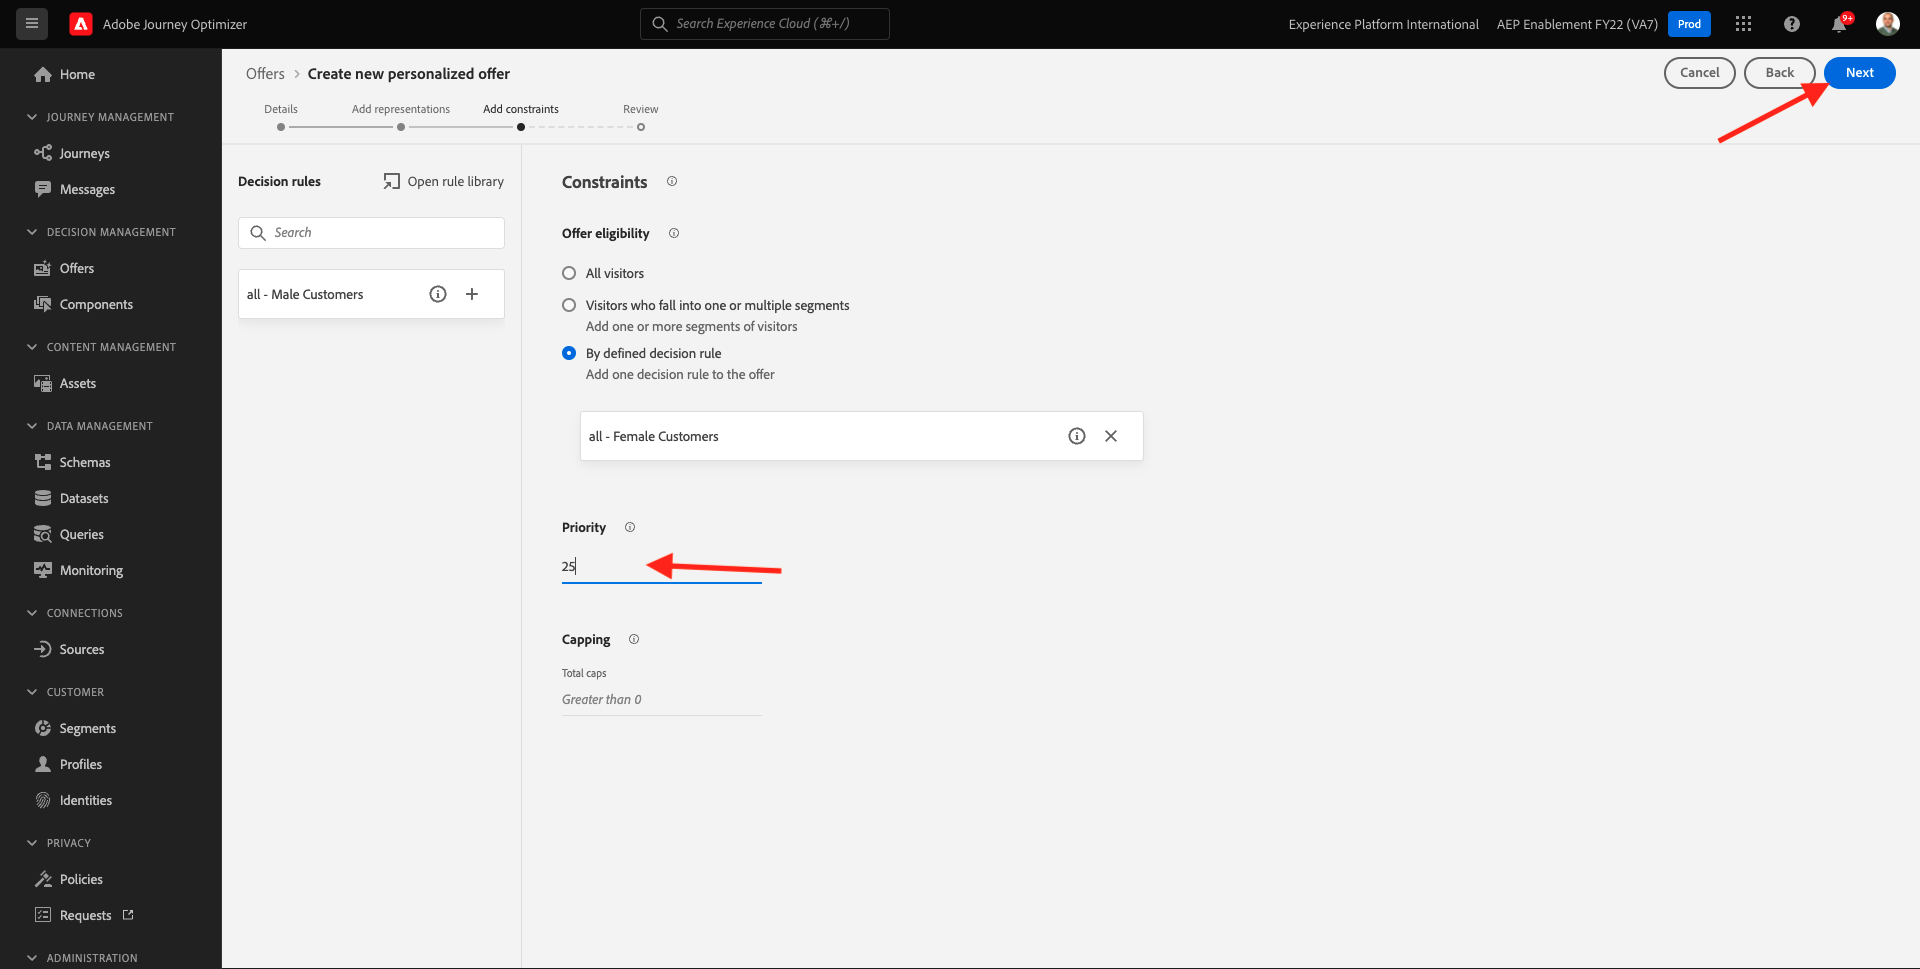 Adobe Journey Optimizer
Search Experience Cloud (⌘+/)
Experience Platform International
AEP Enablement FY22 (VA7)
Prod
9+
Home
JOURNEY MANAGEMENT
Journeys
Messages
DECISION MANAGEMENT
Offers
Components
CONTENT MANAGEMENT
Assets
DATA MANAGEMENT
Schemas
Datasets
Queries
Monitoring
CONNECTIONS
Sources
CUSTOMER
Segments
Profiles
Identities
PRIVACY
Policies
Requests
ADMINISTRATION
Offers > Create new personalized offer
Cancel
Back
Next
Details
Add representations
Add constraints
Review
Decision rules
Open rule library
Search
all - Male Customers
Constraints
Offer eligibility
All visitors
Visitors who fall into one or multiple segments
Add one or more segments of visitors
By defined decision rule
Add one decision rule to the offer
all - Female Customers
Priority
25
Capping
Total caps
Greater than 0